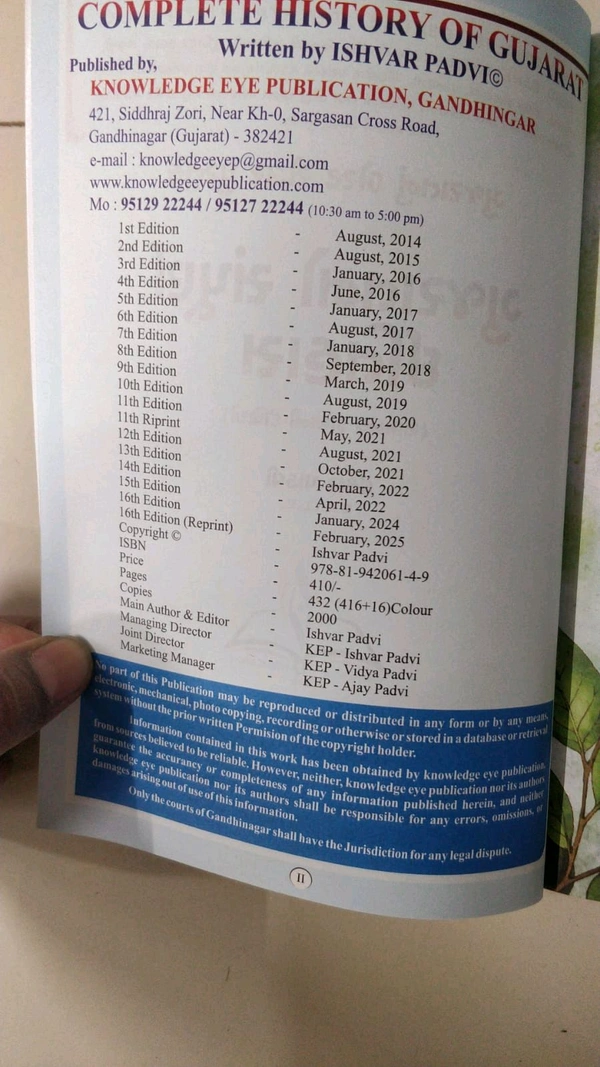 COMPLETE HISTORY OF GUJARAT
Written by ISHVAR PADVI©
Published by,
KNOWLEDGE EYE PUBLICATION, GANDHINGAR
421, Siddhraj Zori, Near Kh-0, Sargasan Cross Road,
Gandhinagar (Gujarat) - 382421
e-mail : knowledgeeyep@gmail.com
www.knowledgeeyepublication.com
Mo : 95129 22244 / 95127 22244 (10:30 am to 5:00 pm)
1st Edition - August, 2014
2nd Edition - August, 2015
3rd Edition - January, 2016
4th Edition - June, 2016
5th Edition - January, 2017
6th Edition - August, 2017
7th Edition - January, 2018
8th Edition - September, 2018
9th Edition - March, 2019
10th Edition - August, 2019
11th Edition - February, 2020
11th Riprint - May, 2021
12th Edition - August, 2021
13th Edition - October, 2021
14th Edition - February, 2022
15th Edition - April, 2022
16th Edition - January, 2024
16th Edition (Reprint) - February, 2025
Copyright © - Ishvar Padvi
ISBN - 978-81-942061-4-9
Price - 410/-
Pages - 432 (416+16)Colour
Copies - 2000
Main Author & Editor - Ishvar Padvi
Managing Director - KEP - Ishvar Padvi
Joint Director - KEP - Vidya Padvi
Marketing Manager - KEP - Ajay Padvi
No part of this Publication may be reproduced or distributed in any form or by any means,
electronic, mechanical, photo copying, recording or otherwise or stored in a database or retrieval
system without the prior written Permision of the copyright holder.
Information contained in this work has been obtained by knowledge eye publication,
from sources believed to be reliable. However, neither, knowledge eye publication nor its authors
guarantee the accuracy or completeness of any information published herein, and neither
knowledge eye publication nor its authors shall be responsible for any errors, omissions, or
damages arising out of use of this information.
Only the courts of Gandhinagar shall have the Jurisdiction for any legal dispute.
II